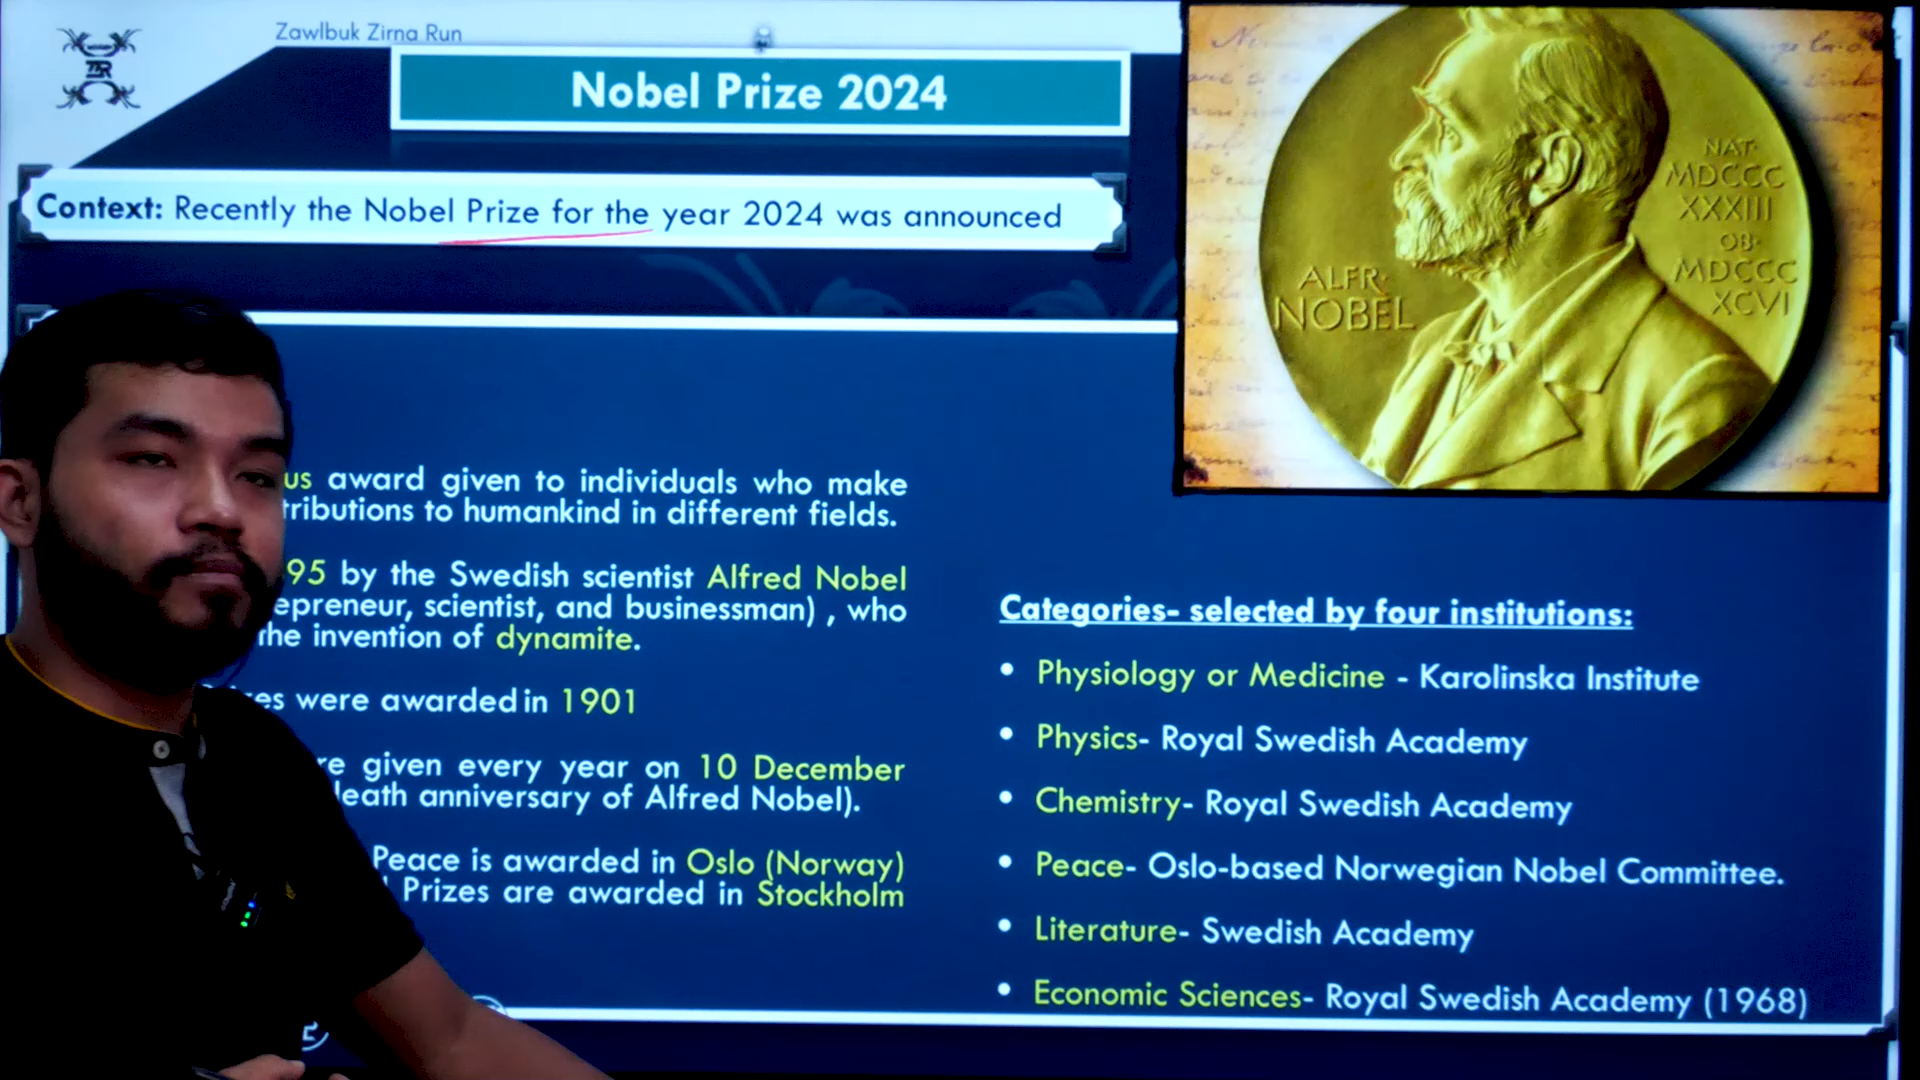 Zawlbuk Zirna Run
ZZR
Nobel Prize 2024
Context: Recently the Nobel Prize for the year 2024 was announced
ALFR·
NOBEL
NAT·
MDCCC
XXXIII
OB·
MDCCC
XCVI
us award given to individuals who make
tributions to humankind in different fields.
95 by the Swedish scientist Alfred Nobel
epreneur, scientist, and businessman) , who
the invention of dynamite.
es were awarded in 1901
re given every year on 10 December
death anniversary of Alfred Nobel).
Peace is awarded in Oslo (Norway)
Prizes are awarded in Stockholm
Categories- selected by four institutions:
• Physiology or Medicine - Karolinska Institute
• Physics- Royal Swedish Academy
• Chemistry- Royal Swedish Academy
• Peace- Oslo-based Norwegian Nobel Committee.
• Literature- Swedish Academy
• Economic Sciences- Royal Swedish Academy (1968)